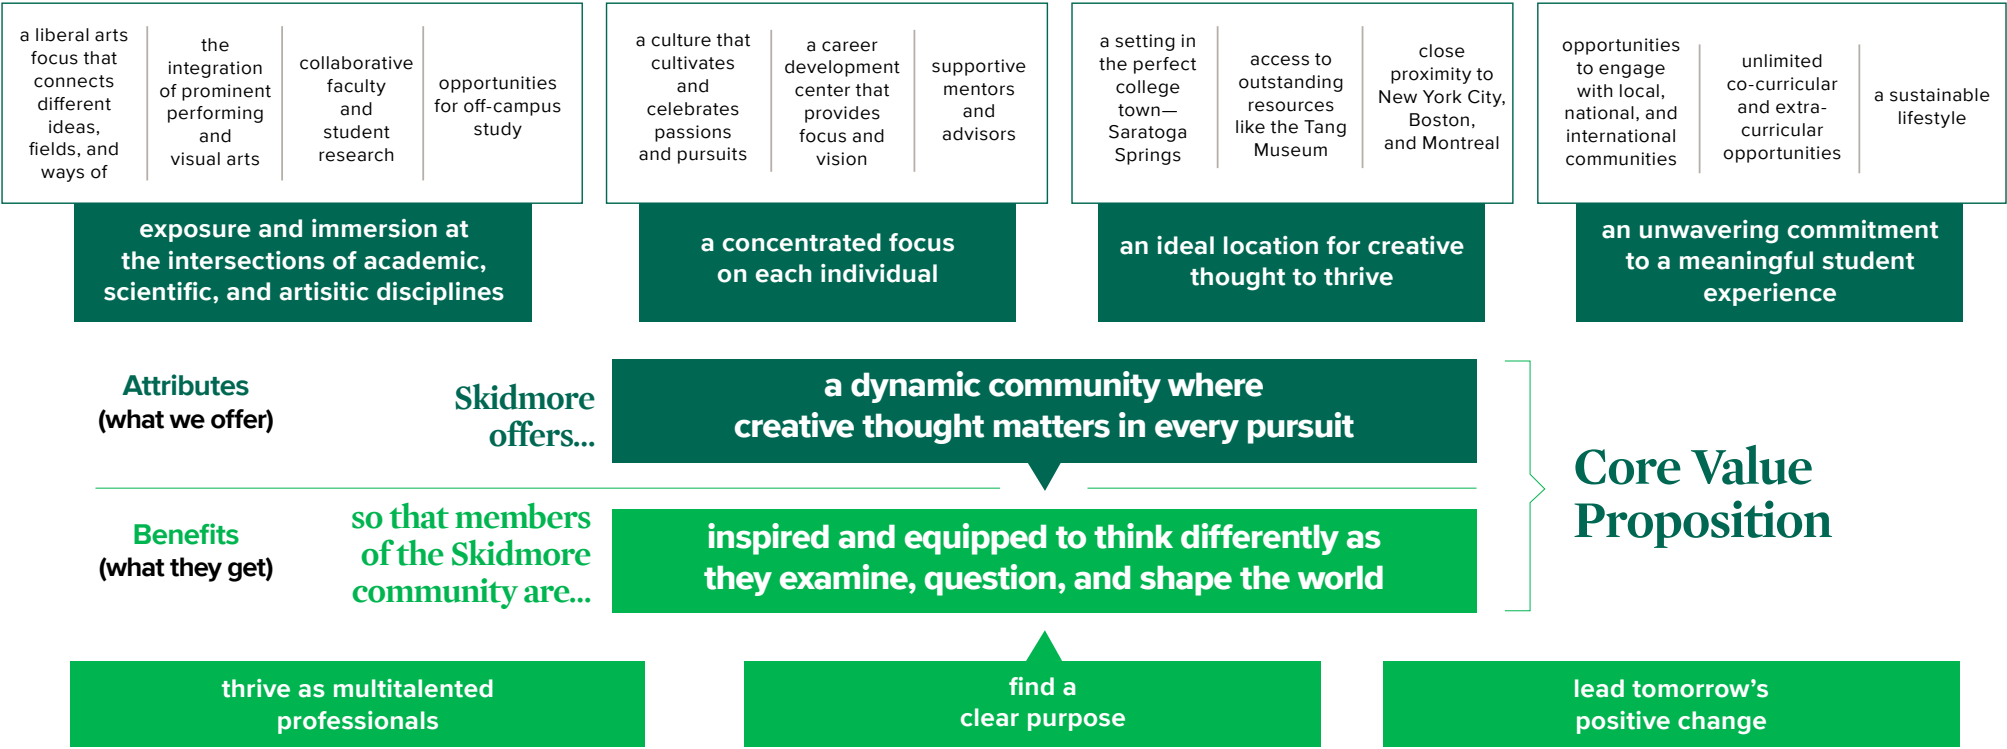 a liberal arts
focus that
connects
different
ideas,
fields, and
ways of
the
integration
of prominent
performing
and
visual arts
collaborative
faculty
and
student
research
opportunities
for off-campus
study
exposure and immersion at
the intersections of academic,
scientific, and artisitic disciplines
a culture that
cultivates
and
celebrates
passions
and pursuits
a career
development
center that
provides
focus and
vision
supportive
mentors
and
advisors
a concentrated focus
on each individual
a setting in
the perfect
college
town—
Saratoga
Springs
access to
outstanding
resources
like the Tang
Museum
close
proximity to
New York City,
Boston,
and Montreal
an ideal location for creative
thought to thrive
opportunities
to engage
with local,
national, and
international
communities
unlimited
co-curricular
and extra-
curricular
opportunities
a sustainable
lifestyle
an unwavering commitment
to a meaningful student
experience
Attributes
(what we offer)
Skidmore
offers...
a dynamic community where
creative thought matters in every pursuit
Benefits
(what they get)
so that members
of the Skidmore
community are...
inspired and equipped to think differently as
they examine, question, and shape the world
Core Value
Proposition
thrive as multitalented
professionals
find a
clear purpose
lead tomorrow’s
positive change